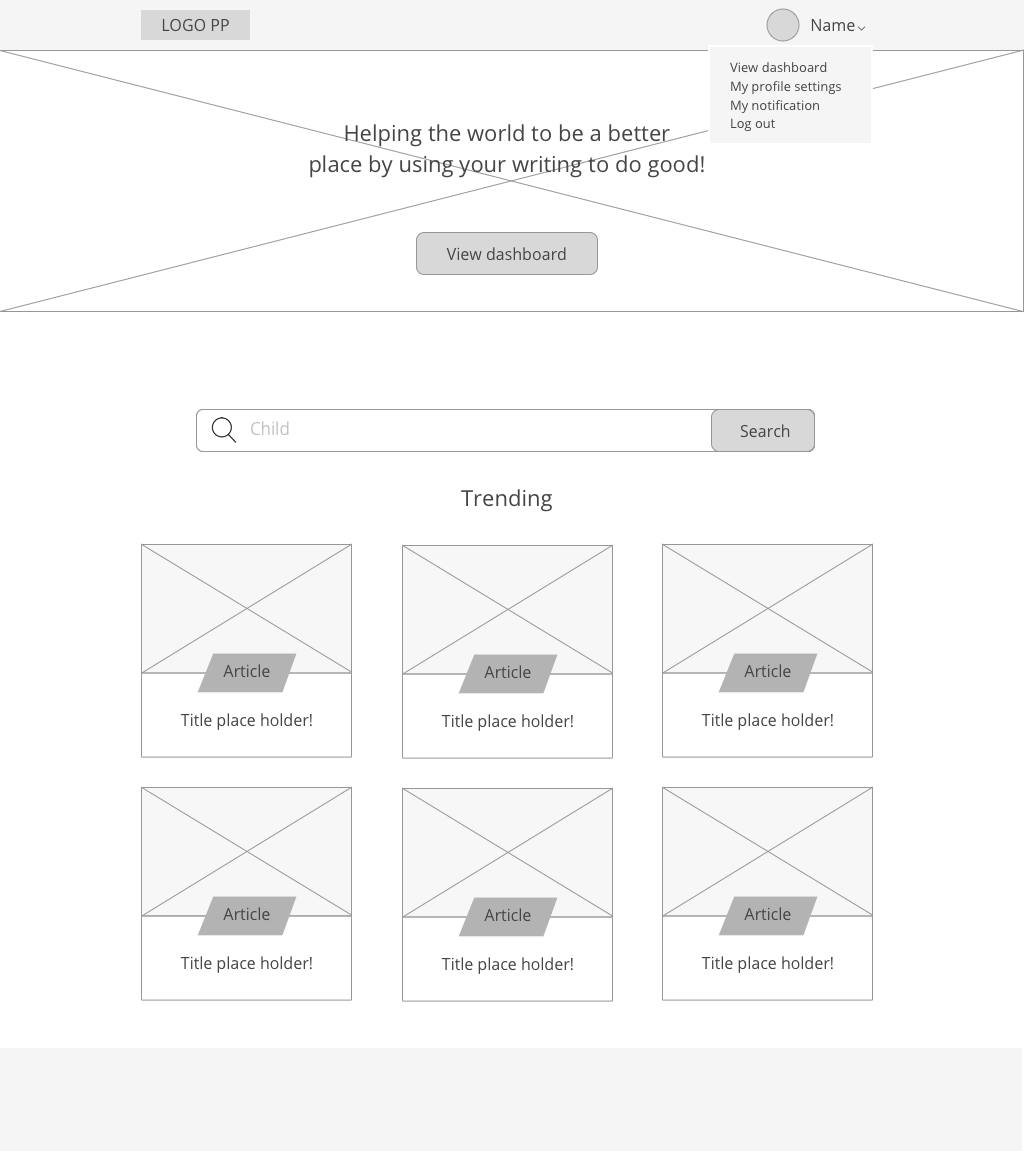 LOGO PP
Name
View dashboard
My profile settings
My notification
Log out
Helping the world to be a better
place by using your writing to do good!
View dashboard
Child
Search
Trending
Article
Title place holder!
Article
Title place holder!
Article
Title place holder!
Article
Title place holder!
Article
Title place holder!
Article
Title place holder!